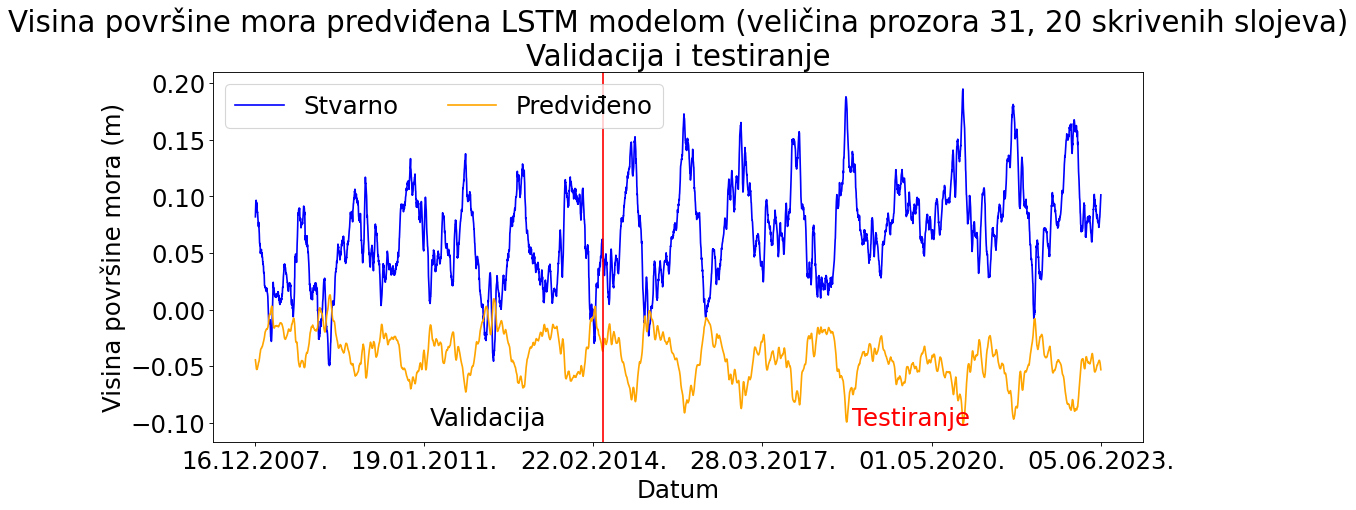 Visina površine mora predviđena LSTM modelom (veličina prozora 31, 20 skrivenih slojeva)
Validacija i testiranje
Stvarno
Predviđeno
Visina površine mora (m)
0.20
0.15
0.10
0.05
0.00
−0.05
−0.10
Validacija
Testiranje
16.12.2007.
19.01.2011.
22.02.2014.
28.03.2017.
01.05.2020.
05.06.2023.
Datum